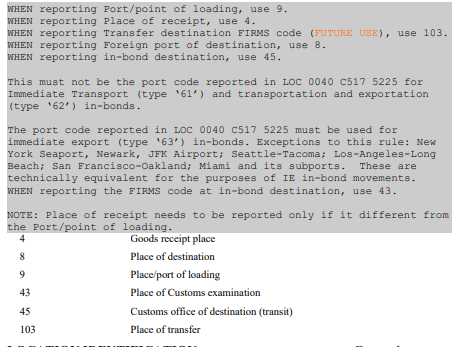 WHEN reporting Port/point of loading, use 9.
WHEN reporting Place of receipt, use 4.
WHEN reporting Transfer destination FIRMS code (FUTURE USE), use 103.
WHEN reporting Foreign port of destination, use 8.
WHEN reporting in-bond destination, use 45.
This must not be the port code reported in LOC 0040 C517 5225 for
Immediate Transport (type '61') and transportation and exportation
(type '62') in-bonds.
The port code reported in LOC 0040 C517 5225 must be used for
immediate export (type '63') in-bonds. Exceptions to this rule: New
York Seaport, Newark, JFK Airport; Seattle-Tacoma; Los-Angeles-Long
Beach; San Francisco-Oakland; Miami and its subports. These are
technically equivalent for the purposes of IE in-bond movements.
WHEN reporting the FIRMS code at in-bond destination, use 43.
NOTE: Place of receipt needs to be reported only if it different from
the Port/point of loading.
4 Goods receipt place
8 Place of destination
9 Place/port of loading
43 Place of Customs examination
45 Customs office of destination (transit)
103 Place of transfer